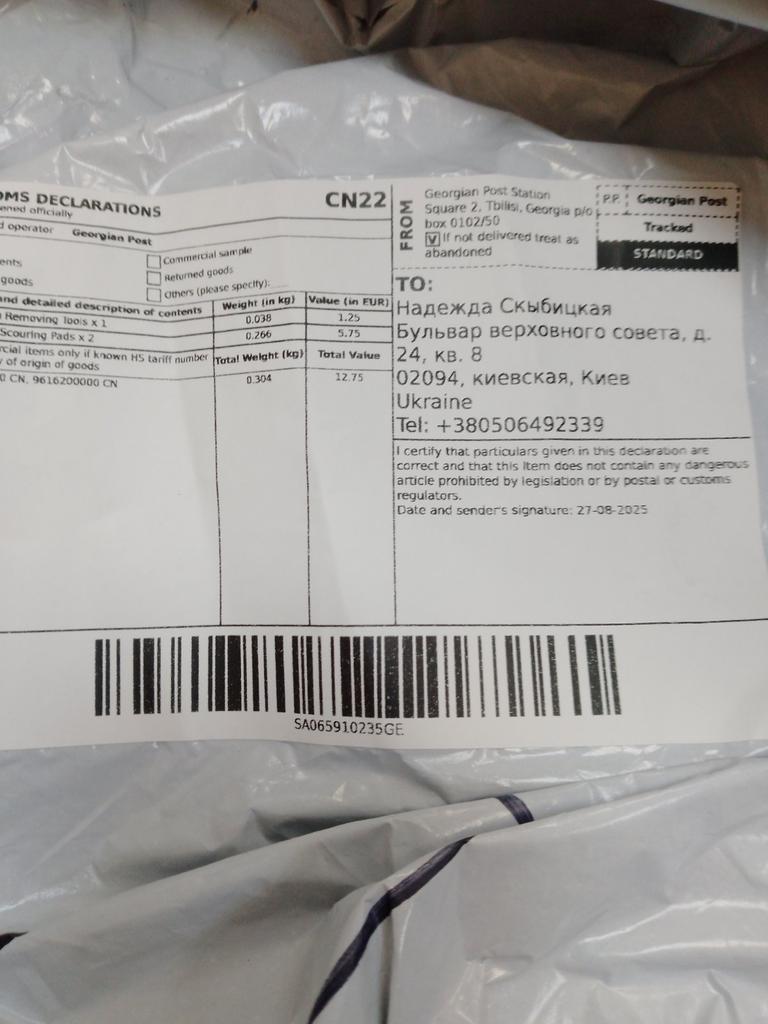 OMS DECLARATIONS
CN22
ened officially
d operator Georgian Post
ents
Commercial sample
Returned goods
goods
Others (please specify):
and detailed description of contents Weight (in kg) Value (in EUR)
Removing Tools x 1 0.038 1.25
Scouring Pads x 2 0.266 5.75
cial items only if known HS tariff number Total Weight (kg) Total Value
y of origin of goods
0 CN, 9616200000 CN 0.304 12.75
FROM
Georgian Post Station
Square 2, Tbilisi, Georgia p/o
box 0102/50
V If not delivered treat as
abandoned
P.P. Georgian Post
Tracked
STANDARD
TO:
Надежда Скыбицкая
Бульвар верховного совета, д.
24, кв. 8
02094, киевская, Киев
Ukraine
Tel: +380506492339
I certify that particulars given in this declaration are
correct and that this item does not contain any dangerous
article prohibited by legislation or by postal or customs
regulators.
Date and sender's signature: 27-08-2025
SA065910235GE